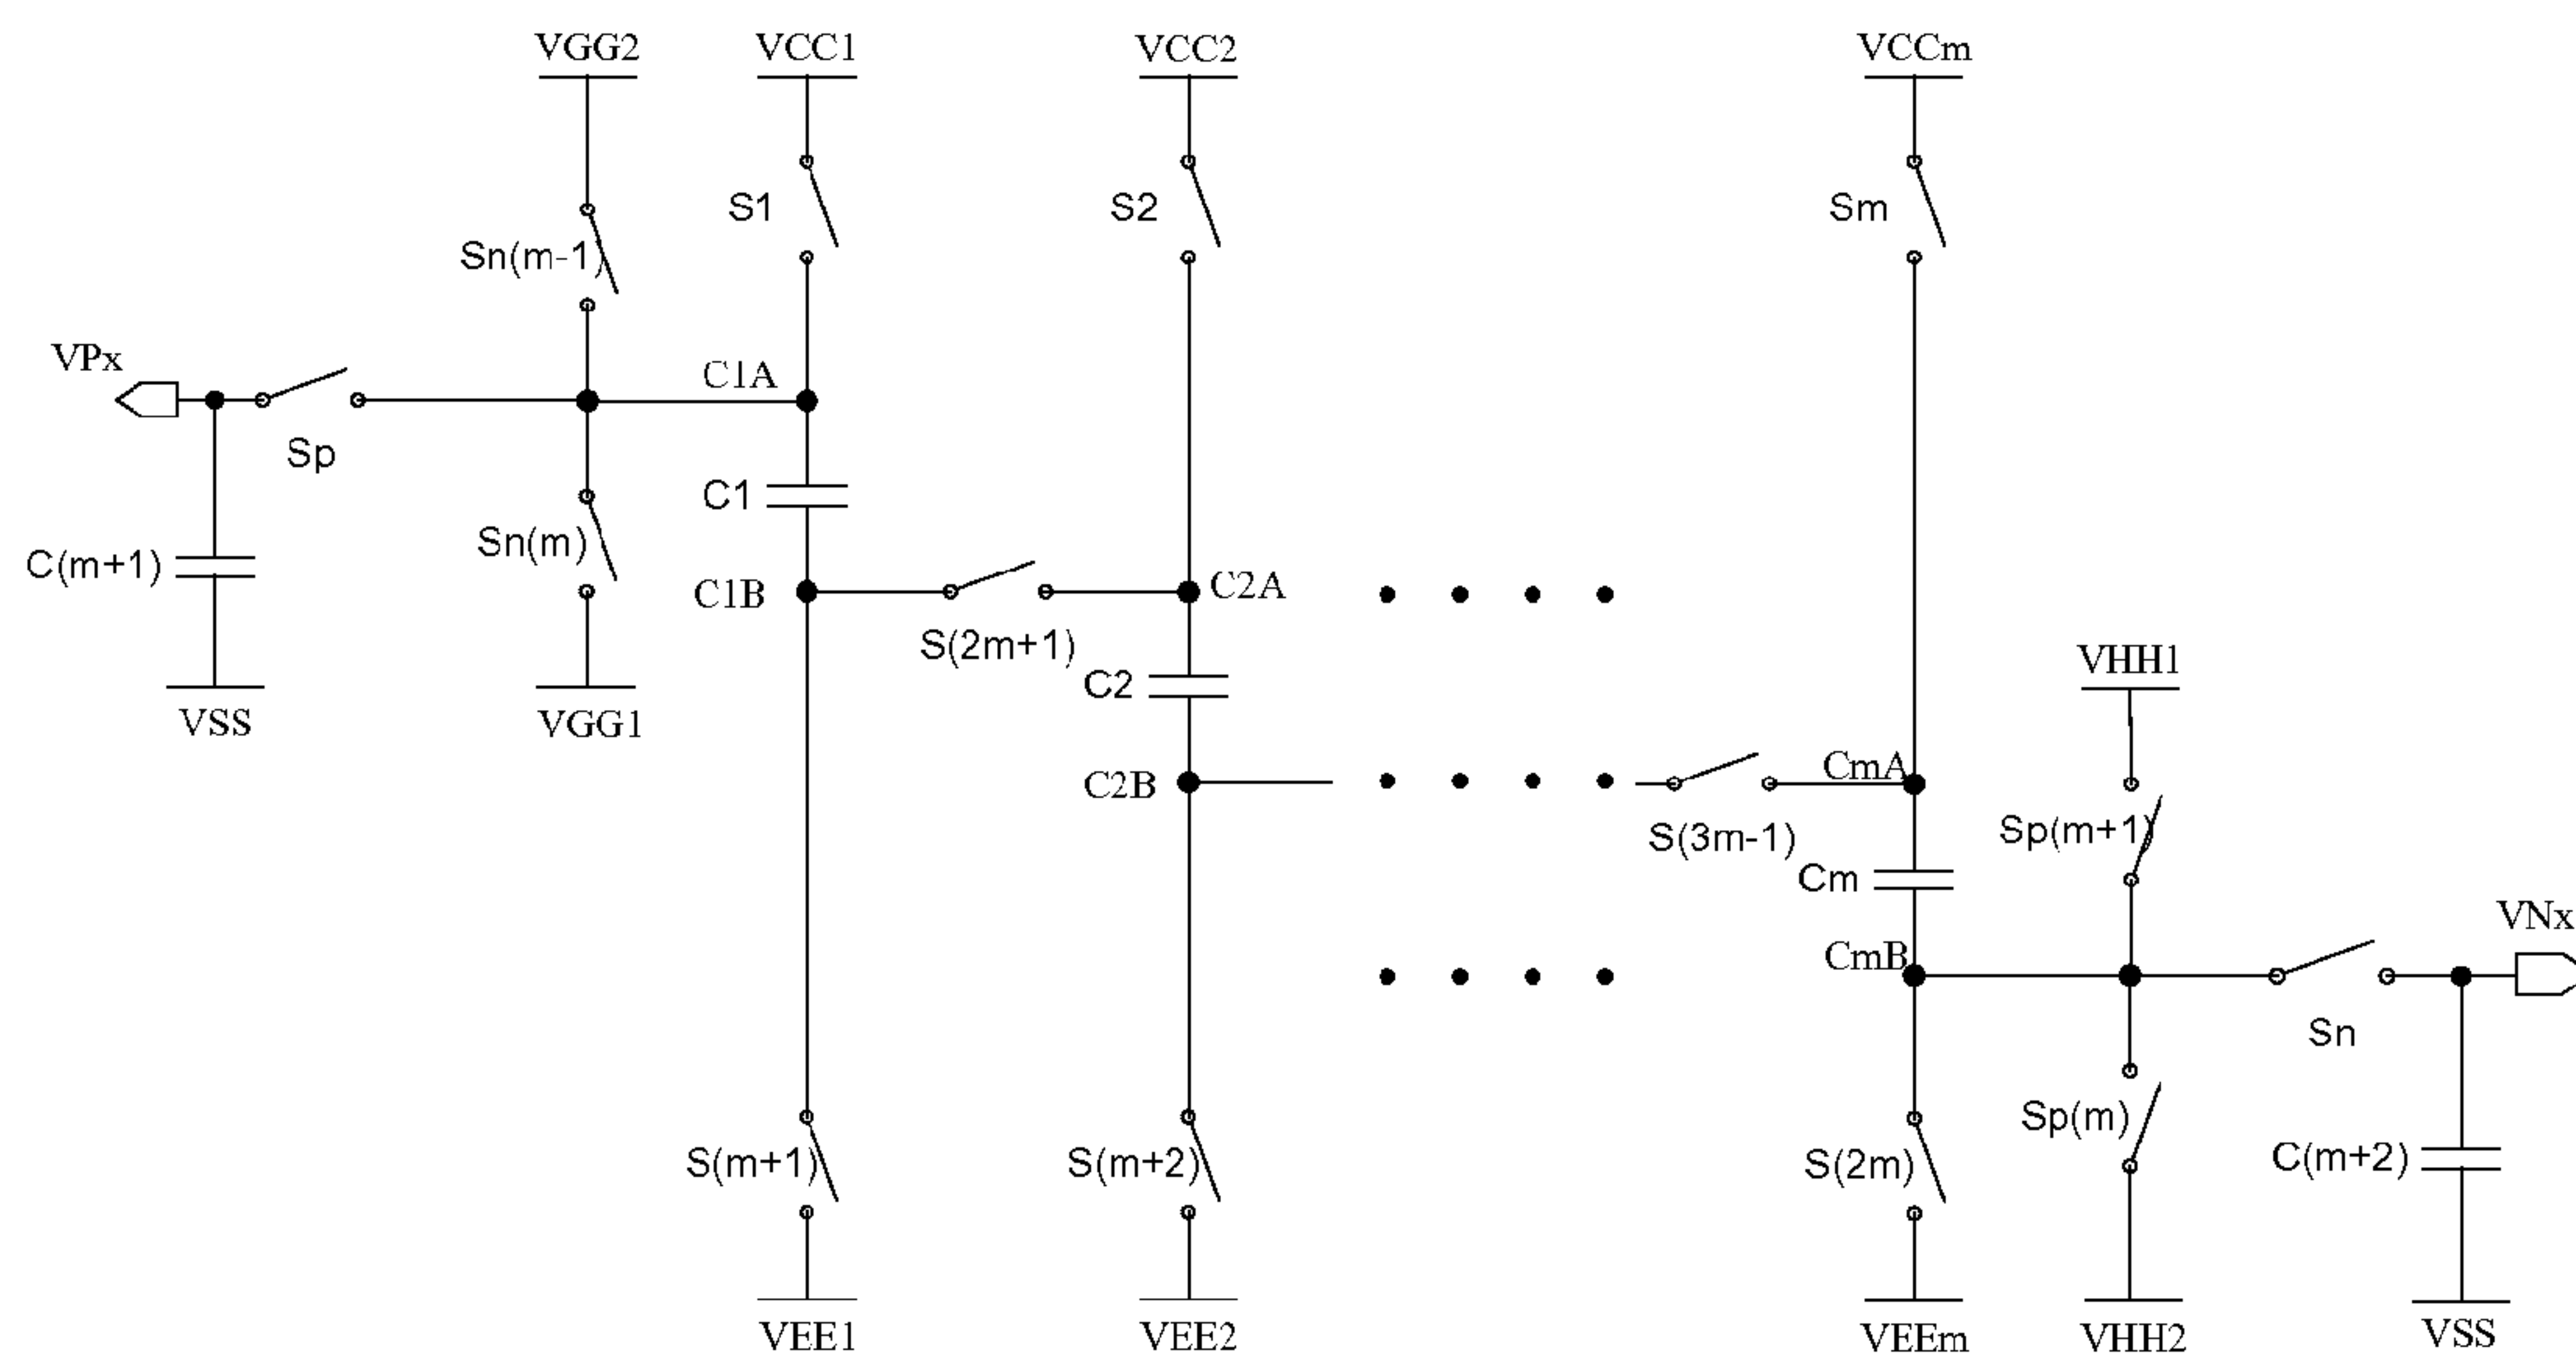 VGG2
VCC1
VCC2
VCCm
S1
S2
Sm
Sn(m-1)
VPx
C1A
Sp
C1
Sn(m)
C(m+1)
C1B
C2A
S(2m+1)
C2
VHH1
VSS
VGG1
C2B
CmA
S(3m-1)
Sp(m+1)
Cm
VNx
CmB
Sn
S(m+1)
S(m+2)
S(2m)
Sp(m)
C(m+2)
VEE1
VEE2
VEEm
VHH2
VSS